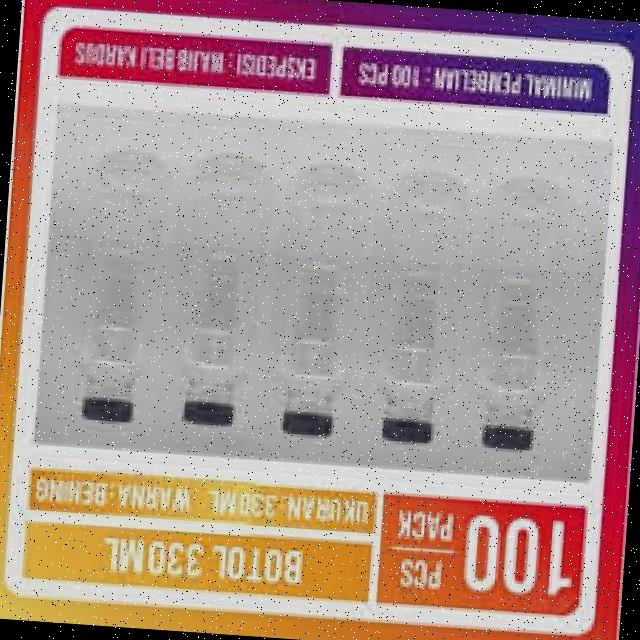 100 PCS PACK
BOTOL 330ML
UKURAN: 330ML WARNA: BENING
MINIMAL PEMBELIAN : 100 PCS
EKSPEDISI : WAJIB BELI KARDUS